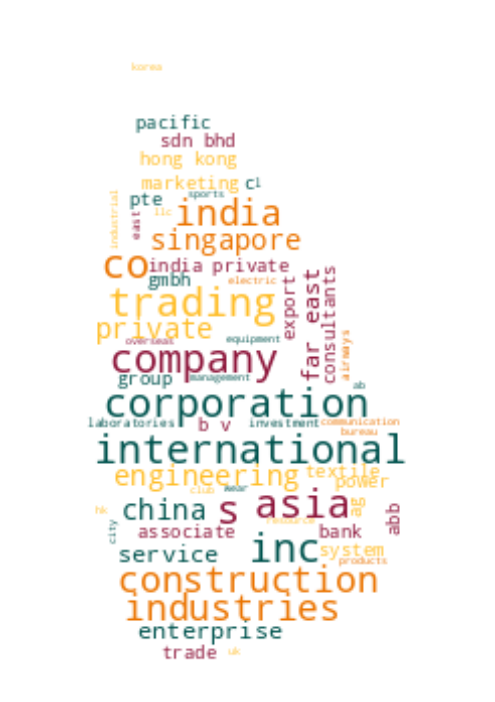 korea
pacific
sdn bhd
hong kong
marketing cl
sports
pte
industrial
east
llc
india
singapore
co
india private
gmbh
electric
trading
export
far east
consultants
private
overseas
equipment
airways
company
group
management
ab
corporation
laboratories
b v
investment
communication
bureau
international
engineering
textile
power
club
wear
hk
china
s
asia
ag
abb
resource
city
associate
bank
service
inc
system
products
construction
industries
enterprise
trade
uk